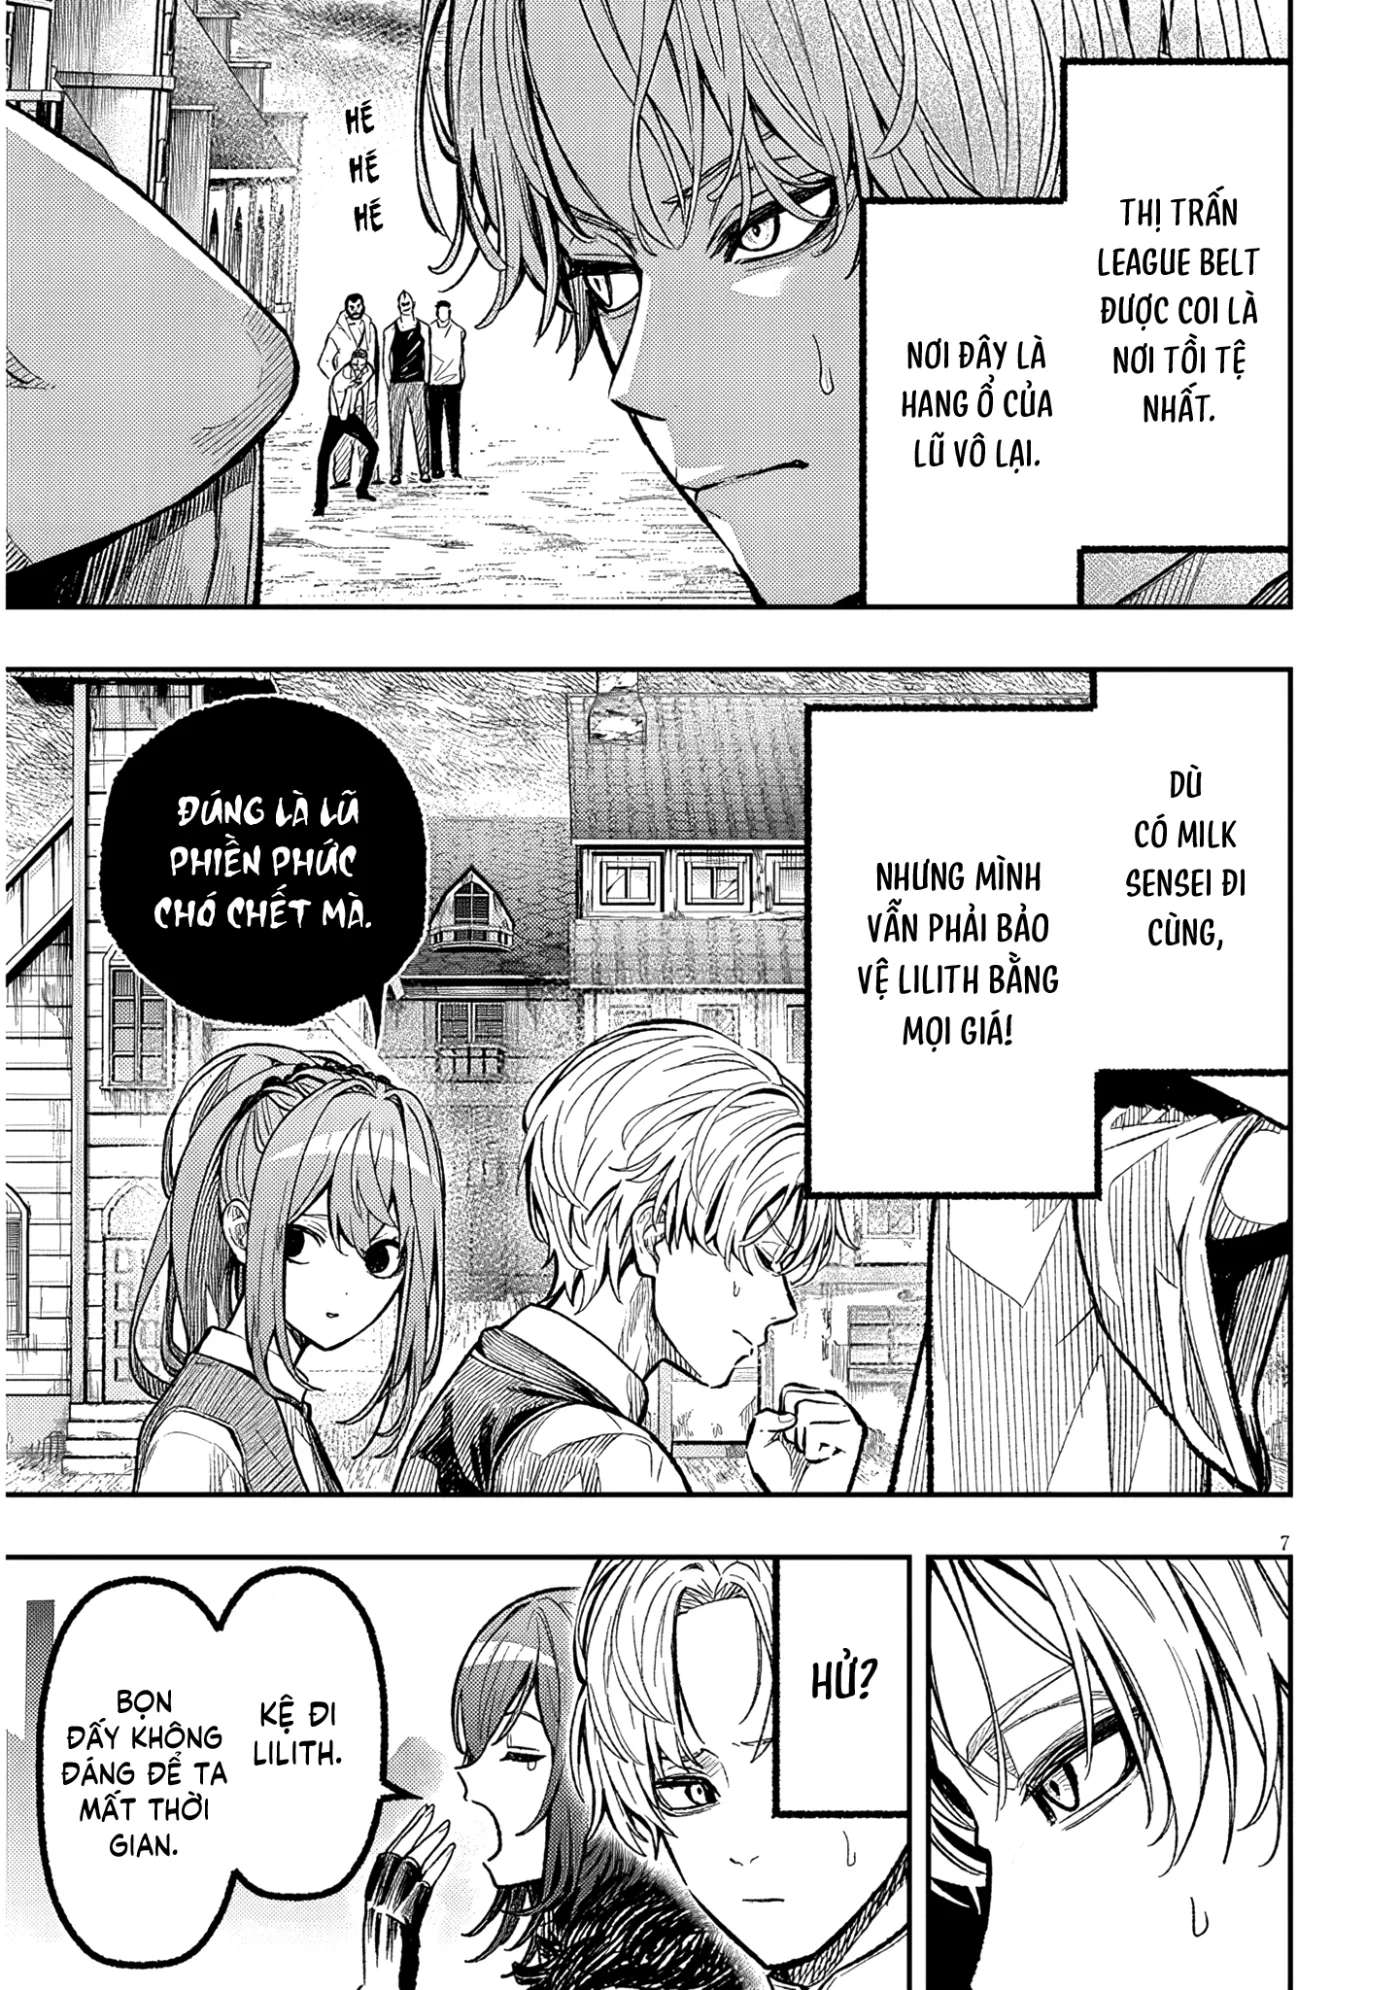 THỊ TRẤN
LEAGUE BELT
ĐƯỢC COI LÀ
NƠI TỒI TỆ
NHẤT.
NƠI ĐÂY LÀ
HANG Ổ CỦA
LŨ VÔ LẠI.
HÉ
HÉ
HÉ
DÙ
CÓ MILK
SENSEI ĐI
CÙNG,
NHƯNG MÌNH
VẪN PHẢI BẢO
VỆ LILITH BẰNG
MỌI GIÁ!
ĐÚNG LÀ LŨ
PHIỀN PHỨC
CHÓ CHẾT MÀ.
7
HỬ?
KỆ ĐI
LILITH.
BỌN
ĐẤY KHÔNG
ĐÁNG ĐỂ TA
MẤT THỜI
GIAN.